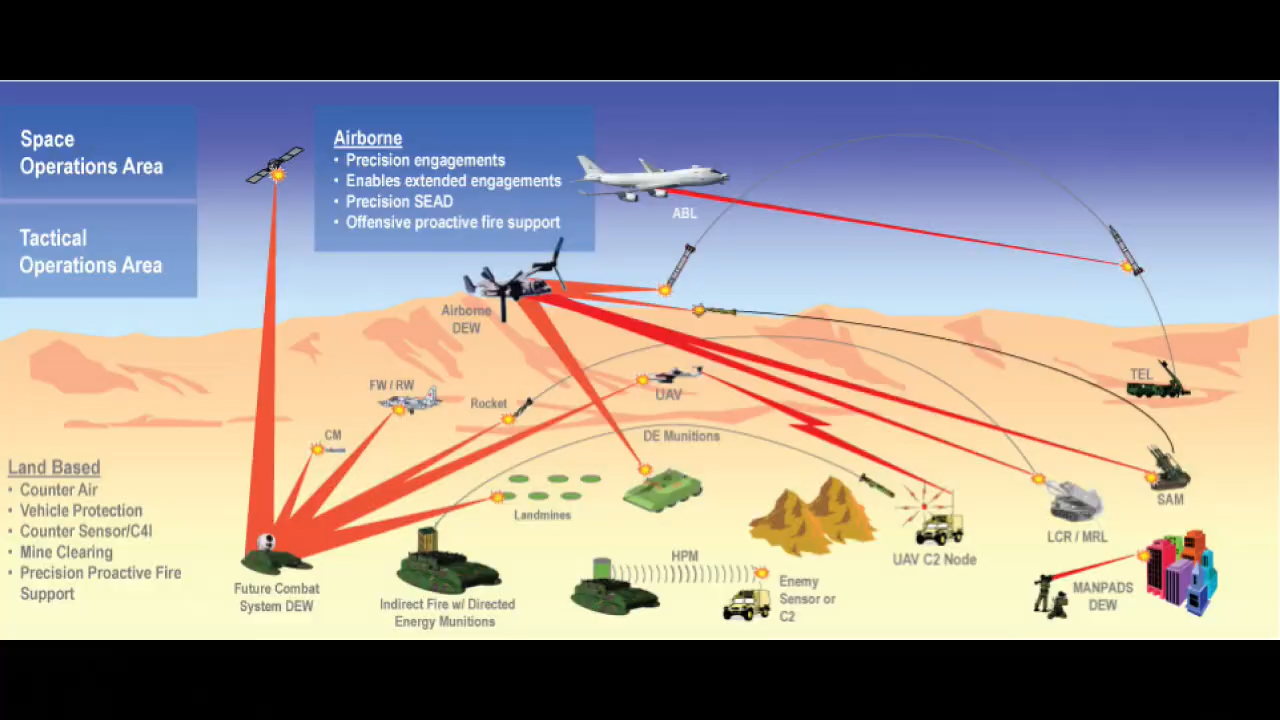 Space
Operations Area
Tactical
Operations Area
Airborne
• Precision engagements
• Enables extended engagements
• Precision SEAD
• Offensive proactive fire support
ABL
Airborne
DEW
FW / RW
Rocket
UAV
TEL
CM
DE Munitions
Land Based
• Counter Air
• Vehicle Protection
• Counter Sensor/C4I
• Mine Clearing
• Precision Proactive Fire
Support
Landmines
SAM
LCR / MRL
HPM
UAV C2 Node
Future Combat
System DEW
Indirect Fire w/ Directed
Energy Munitions
Enemy
Sensor or
C2
MANPADS
DEW